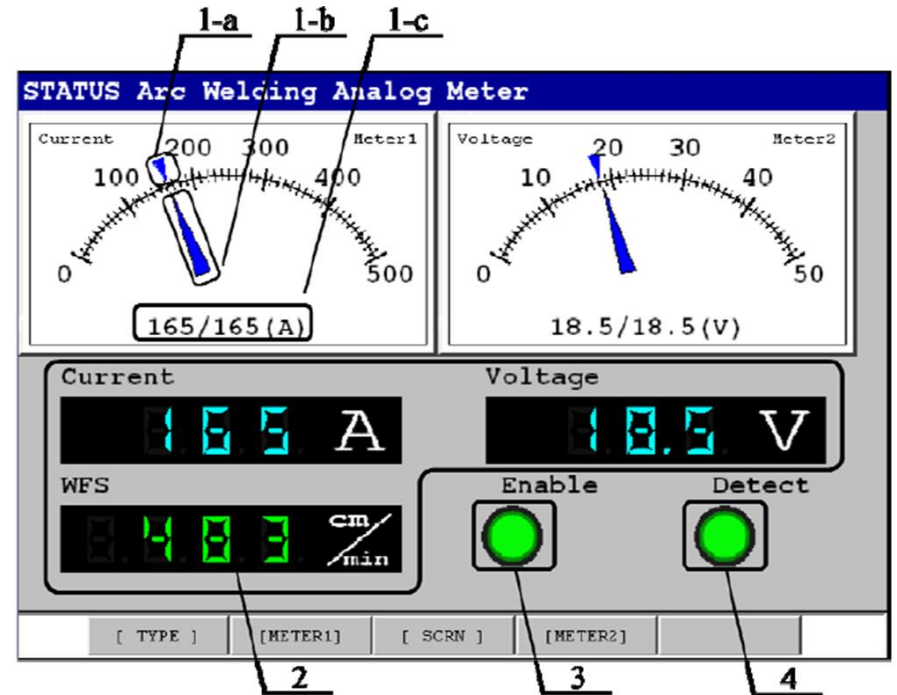 1-a 1-b 1-c
STATUS Arc Welding Analog Meter
Current Meter1
0 100 200 300 400 500
165/165(A)
Voltage Meter2
0 10 20 30 40 50
18.5/18.5(V)
Current
165 A
Voltage
18.5 V
WFS
483 cm/min
Enable
Detect
[ TYPE ] [METER1] [ SCRN ] [METER2]
2 3 4